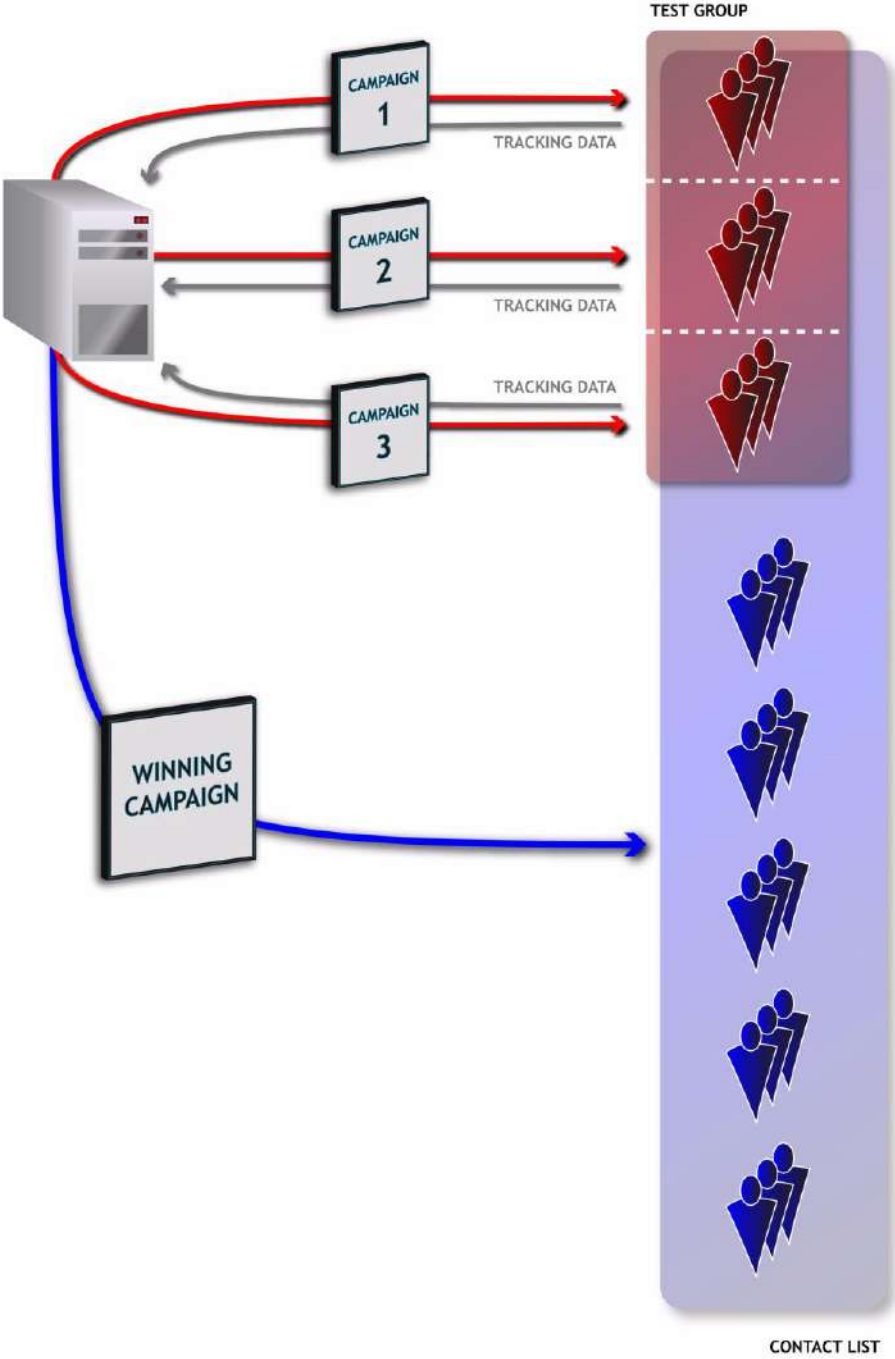 TEST GROUP
CAMPAIGN
1
TRACKING DATA
CAMPAIGN
2
TRACKING DATA
TRACKING DATA
CAMPAIGN
3
WINNING
CAMPAIGN
CONTACT LIST